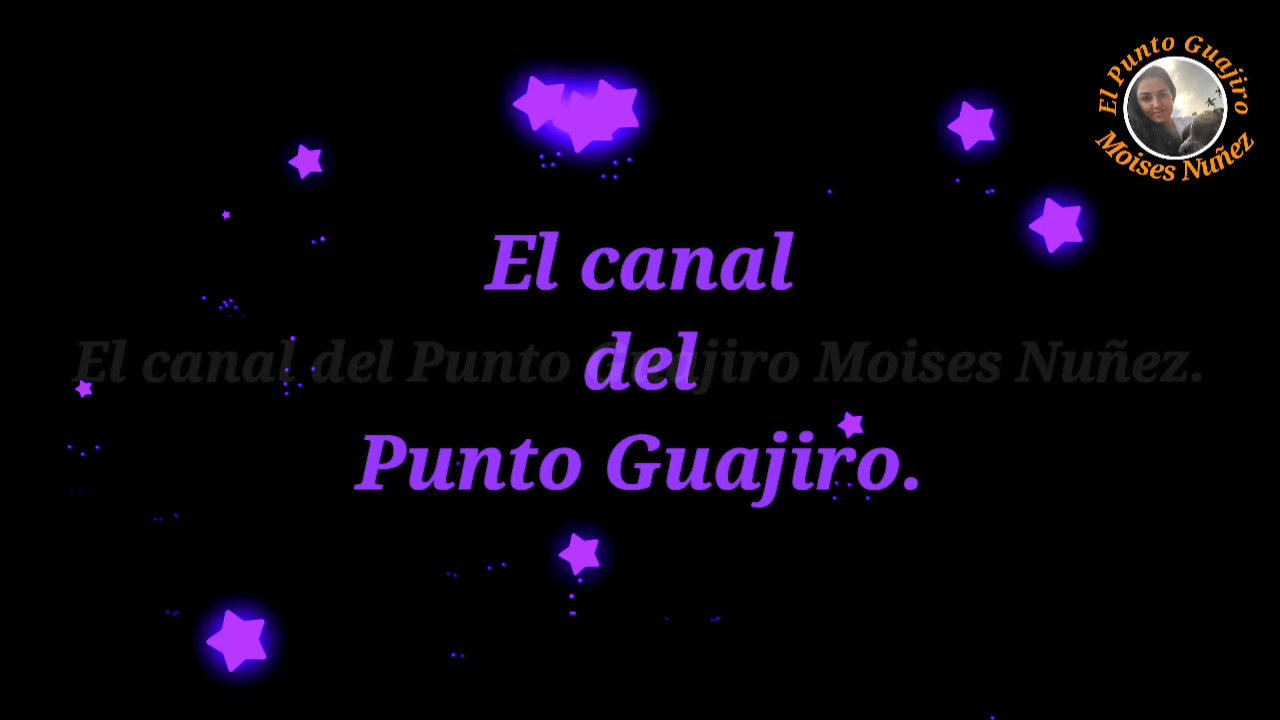 El Punto Guajiro
Moises Nuñez
El canal
del
Punto Guajiro.
El canal del Punto Guajiro Moises Nuñez.